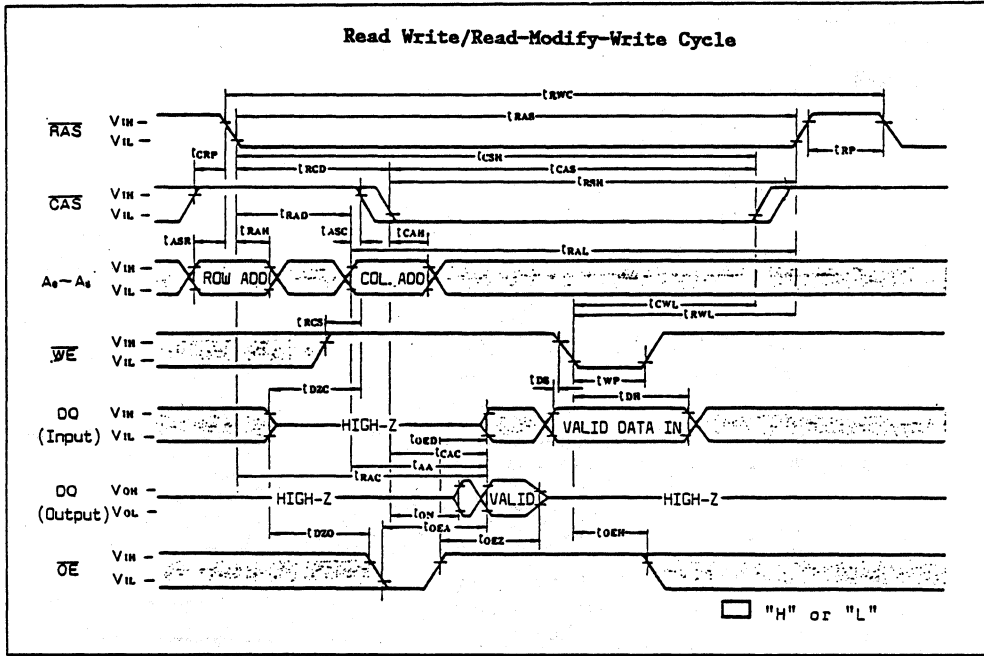 Read Write/Read-Modify-Write Cycle
tRWC
RAS
VIH
VIL
tRAS
tRP
tCRP
tCSH
tRCD
tCAS
tRSH
CAS
VIH
VIL
tRAD
tASR
tRAH
tASC
tCAH
tRAL
A0~A8
VIH
VIL
ROW ADD
COL. ADD
tCWL
tRWL
tRCS
WE
VIH
VIL
tWP
tDS
tDH
tDZC
DQ
(Input)
VIH
VIL
HIGH-Z
VALID DATA IN
tOED
tCAC
tAA
tRAC
DQ
(Output)
VOH
VOL
HIGH-Z
VALID
HIGH-Z
tON
tOEA
tDZO
tOEZ
tOEH
OE
VIH
VIL
"H" or "L"